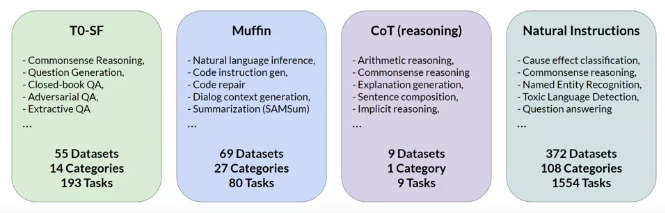 T0-SF
- Commonsense Reasoning,
- Question Generation,
- Closed-book QA,
- Adversarial QA,
- Extractive QA
...
55 Datasets
14 Categories
193 Tasks
Muffin
- Natural language inference,
- Code instruction gen,
- Code repair
- Dialog context generation,
- Summarization (SAMSum)
...
69 Datasets
27 Categories
80 Tasks
CoT (reasoning)
- Arithmetic reasoning,
- Commonsense reasoning
- Explanation generation,
- Sentence composition,
- Implicit reasoning,
...
9 Datasets
1 Category
9 Tasks
Natural Instructions
- Cause effect classification,
- Commonsense reasoning,
- Named Entity Recognition,
- Toxic Language Detection,
- Question answering
...
372 Datasets
108 Categories
1554 Tasks